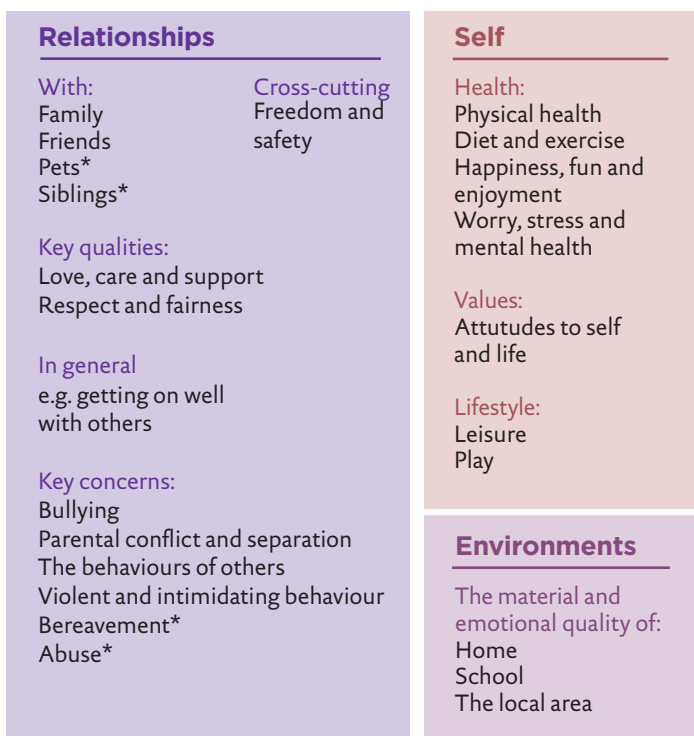 Relationships
With:
Family
Friends
Pets*
Siblings*
Cross-cutting
Freedom and
safety
Key qualities:
Love, care and support
Respect and fairness
In general
e.g. getting on well
with others
Key concerns:
Bullying
Parental conflict and separation
The behaviours of others
Violent and intimidating behaviour
Bereavement*
Abuse*
Self
Health:
Physical health
Diet and exercise
Happiness, fun and
enjoyment
Worry, stress and
mental health
Values:
Attutudes to self
and life
Lifestyle:
Leisure
Play
Environments
The material and
emotional quality of:
Home
School
The local area